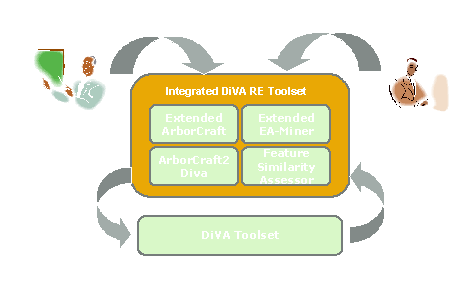 Integrated DiVA RE Toolset
Extended
ArborCraft
Extended
EA-Miner
ArborCraft2
Diva
Feature
Similarity
Assessor
DiVA Toolset